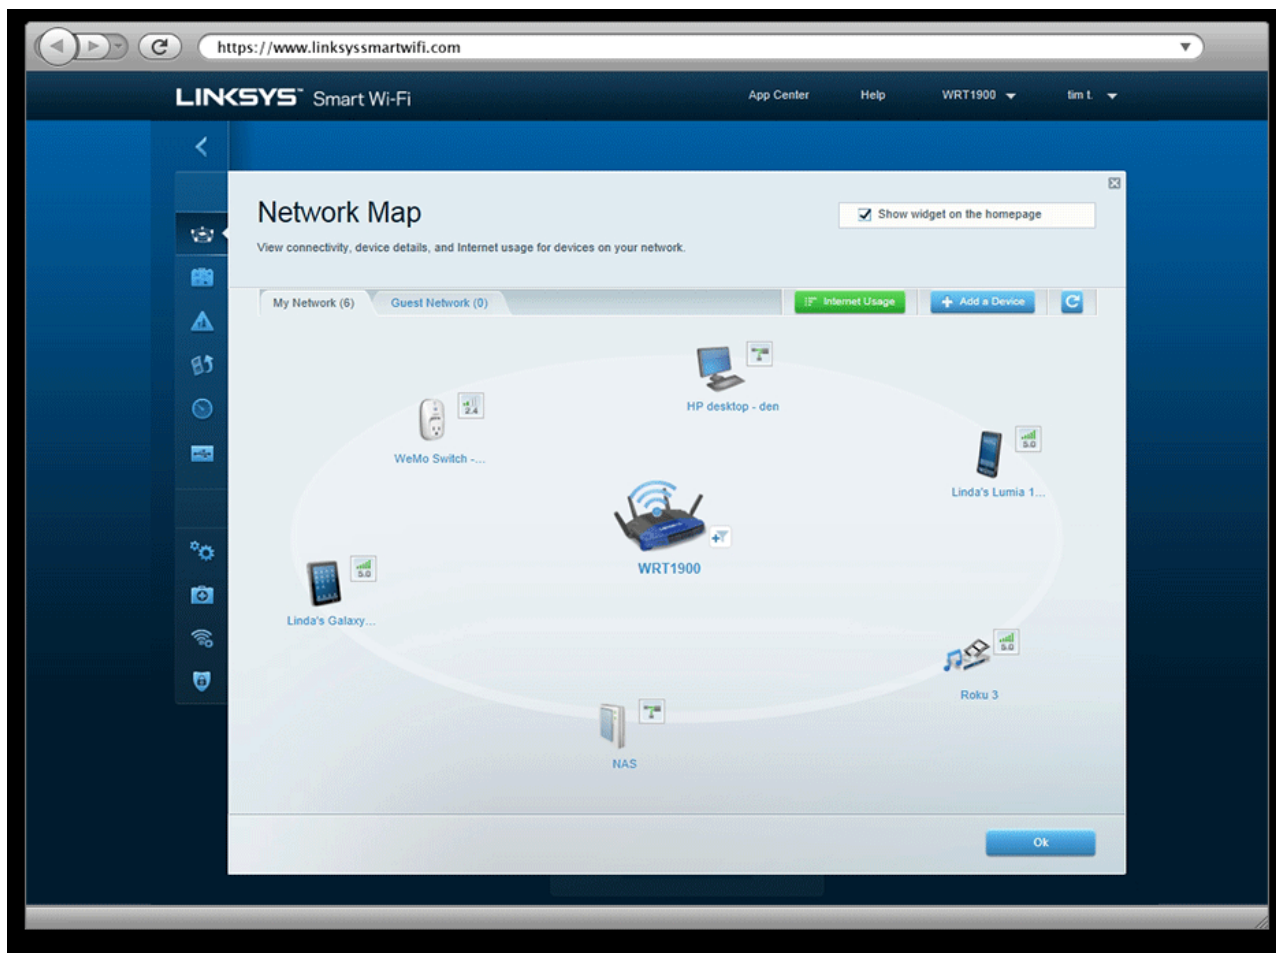 https://www.linksyssmartwifi.com
LINKSYS™ Smart Wi-Fi
App Center Help WRT1900 tim t.
Network Map
Show widget on the homepage
View connectivity, device details, and Internet usage for devices on your network.
My Network (6) Guest Network (0) Internet Usage Add a Device
HP desktop - den
2.4
WeMo Switch -...
5.0
Linda's Lumia 1...
WRT1900
5.0
Linda's Galaxy...
5.0
Roku 3
NAS
Ok